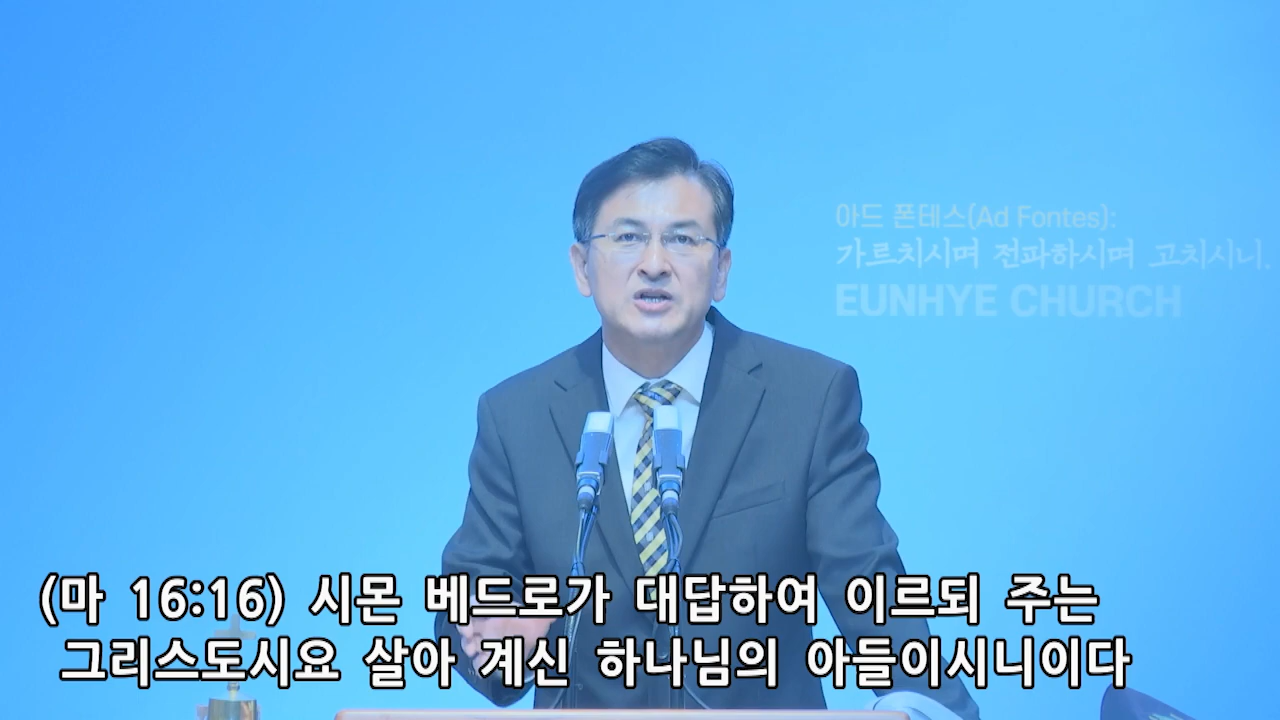 아드 폰테스(Ad Fontes):
가르치시며 전파하시며 고치시니.
EUNHYE CHURCH
(마 16:16) 시몬 베드로가 대답하여 이르되 주는
그리스도시요 살아 계신 하나님의 아들이시니이다